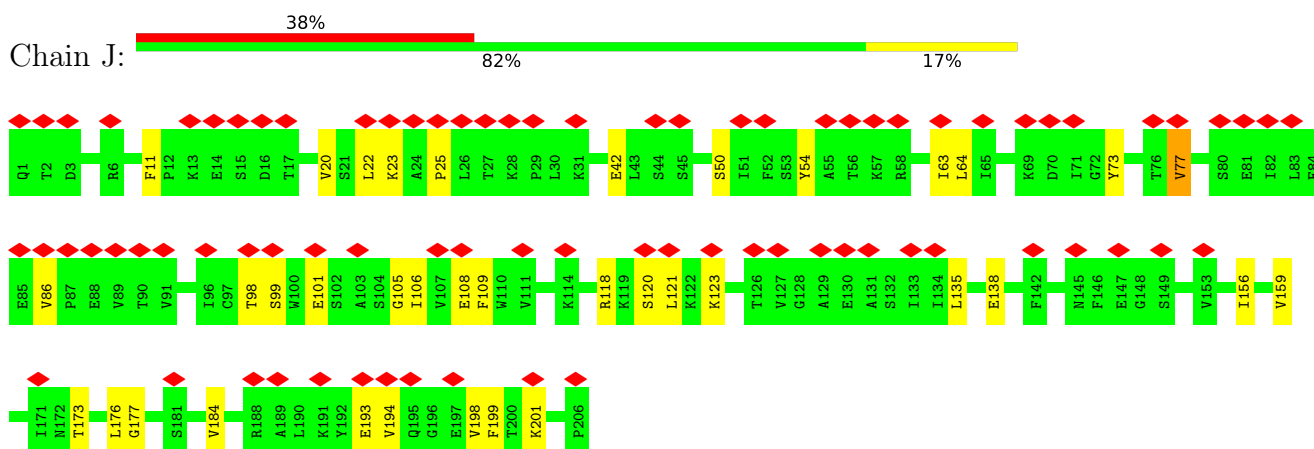 38%
Chain J:
82% 17%
Q1 T2 D3 R6 F11 P12 K13 E14 S15 D16 T17 V20 S21 L22 K23 A24 P25 L26 T27 K28 P29 L30 K31 E42 L43 S44 S45 S50 I51 F52 S53 Y54 A55 T56 K57 R58 I63 L64 I65 K69 D70 I71 G72 Y73 T76 V77 S80 E81 I82 L83 E84
E85 V86 P87 E88 V89 T90 V91 I96 C97 T98 S99 W100 E101 S102 A103 S104 G105 I106 V107 E108 F109 W110 V111 K114 R118 K119 S120 L121 K122 K123 T126 V127 G128 A129 E130 A131 S132 I133 I134 L135 E138 F142 N145 F146 E147 G148 S149 V153 I156 V159
I171 N172 T173 L176 G177 S181 V184 R188 A189 L190 K191 Y192 E193 V194 Q195 G196 E197 V198 F199 T200 K201 P206